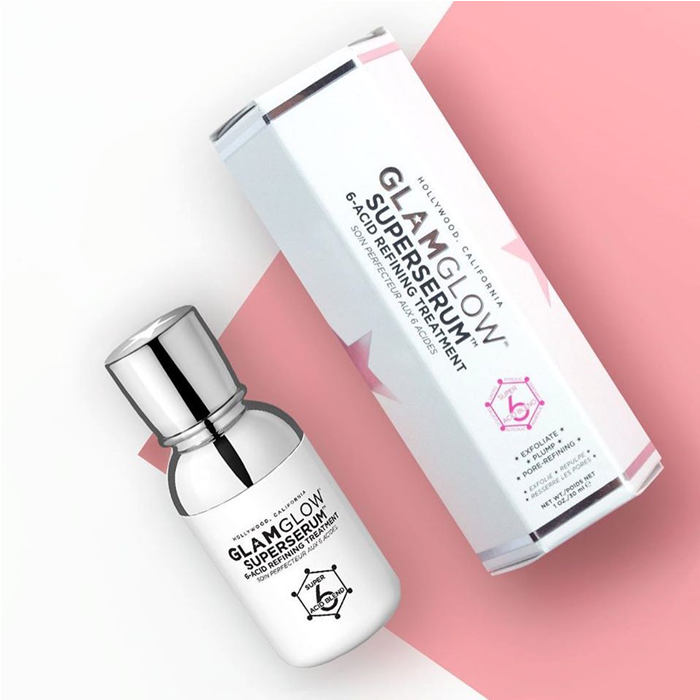 HOLLYWOOD, CALIFORNIA
GLAMGLOW™
SUPERSERUM™
6-ACID REFINING TREATMENT
SOIN PERFECTEUR AUX 6 ACIDES
SUPER
6
ACID BLEND
• EXFOLIATE •
• PLUMP •
• PORE-REFINING •
• EXFOLIE • REPULPE •
• RESSERRE LES PORES •
NET WT./POIDS NET
1 OZ./30 ml ℮
HOLLYWOOD, CALIFORNIA
GLAMGLOW™
SUPERSERUM™
6-ACID REFINING TREATMENT
SOIN PERFECTEUR AUX 6 ACIDES
SUPER
6
ACID BLEND